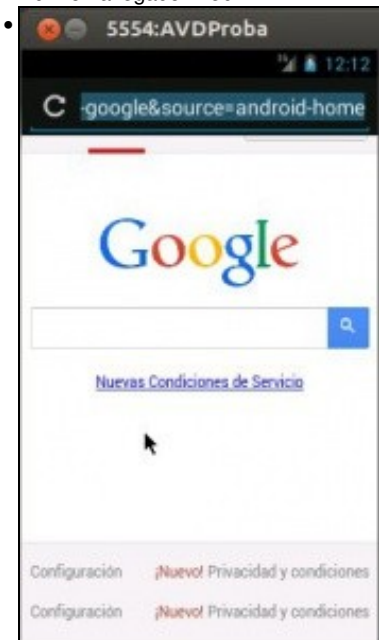 5554:AVDProba
12:12
-google&source=android-home
Google
Nuevas Condiciones de Servicio
Configuración ¡Nuevo! Privacidad y condiciones
Configuración ¡Nuevo! Privacidad y condiciones